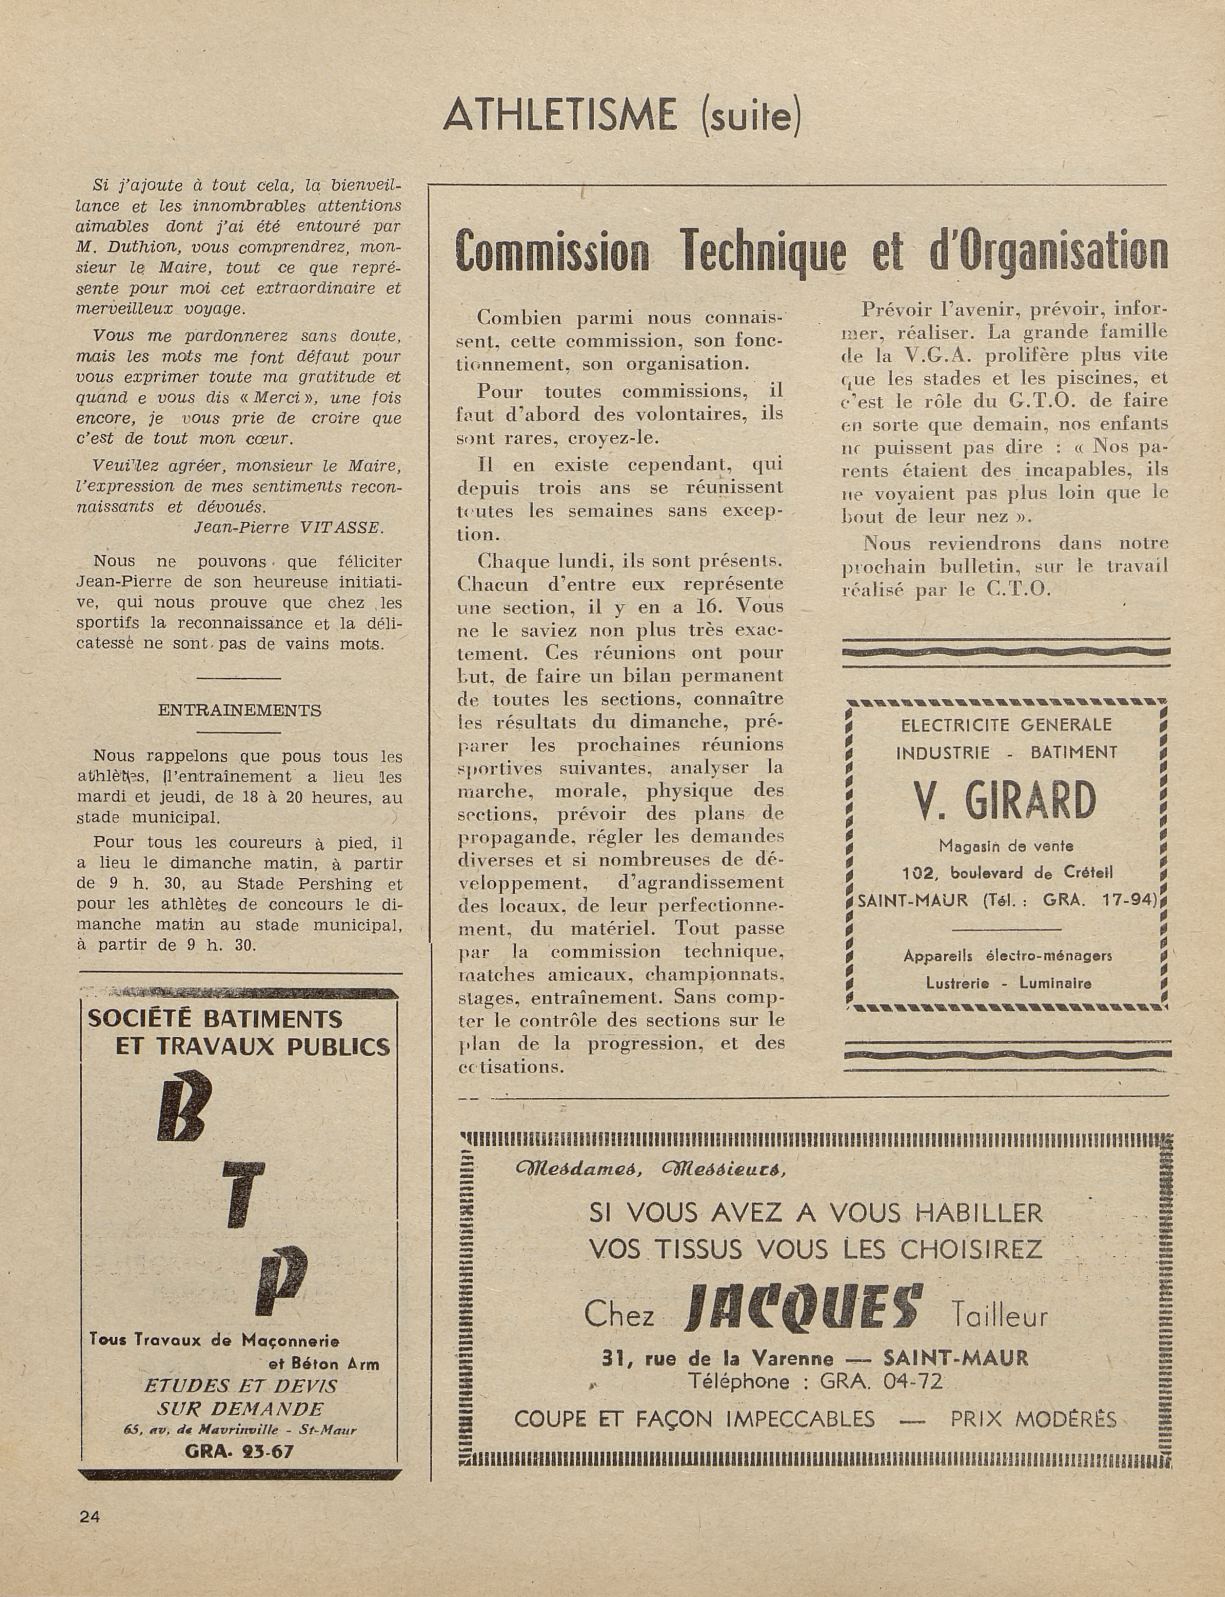 ATHLETISME (suite)
Si j'ajoute à tout cela, la bienveil-
lance et les innombrables attentions
aimables dont j'ai été entouré par
M. Duthion, vous comprendrez, mon-
sieur le Maire, tout ce que repré-
sente pour moi cet extraordinaire et
merveilleux voyage.
Vous me pardonnerez sans doute,
mais les mots me font défaut pour
vous exprimer toute ma gratitude et
quand e vous dis « Merci », une fois
encore, je vous prie de croire que
c'est de tout mon cœur.
Veuillez agréer, monsieur le Maire,
l'expression de mes sentiments recon-
naissants et dévoués.
Jean-Pierre VITASSE.
Nous ne pouvons que féliciter
Jean-Pierre de son heureuse initiati-
ve, qui nous prouve que chez les
sportifs la reconnaissance et la déli-
catesse ne sont pas de vains mots.
ENTRAINEMENTS
Nous rappelons que pous tous les
athlètes, l'entraînement a lieu les
mardi et jeudi, de 18 à 20 heures, au
stade municipal.
Pour tous les coureurs à pied, il
a lieu le dimanche matin, à partir
de 9 h. 30, au Stade Pershing et
pour les athlètes de concours le di-
manche matin au stade municipal,
à partir de 9 h. 30.
SOCIÉTÉ BATIMENTS
ET TRAVAUX PUBLICS
B
T
P
Tous Travaux de Maçonnerie
et Béton Arm
ETUDES ET DEVIS
SUR DEMANDE
65, av. de Mavrinville - St-Maur
GRA. 23-67
Commission Technique et d'Organisation
Combien parmi nous connais-
sent, cette commission, son fonc-
tionnement, son organisation.
Pour toutes commissions, il
faut d'abord des volontaires, ils
sont rares, croyez-le.
Il en existe cependant, qui
depuis trois ans se réunissent
toutes les semaines sans excep-
tion.
Chaque lundi, ils sont présents.
Chacun d'entre eux représente
une section, il y en a 16. Vous
ne le saviez non plus très exac-
tement. Ces réunions ont pour
but, de faire un bilan permanent
de toutes les sections, connaître
les résultats du dimanche, pré-
parer les prochaines réunions
sportives suivantes, analyser la
marche, morale, physique des
sections, prévoir des plans de
propagande, régler les demandes
diverses et si nombreuses de dé-
veloppement, d'agrandissement
des locaux, de leur perfectionne-
ment, du matériel. Tout passe
par la commission technique,
matches amicaux, championnats,
stages, entraînement. Sans comp-
ter le contrôle des sections sur le
plan de la progression, et des
cotisations.
Prévoir l'avenir, prévoir, infor-
mer, réaliser. La grande famille
de la V.G.A. prolifère plus vite
que les stades et les piscines, et
c'est le rôle du G.T.O. de faire
en sorte que demain, nos enfants
ne puissent pas dire : « Nos pa-
rents étaient des incapables, ils
ne voyaient pas plus loin que le
bout de leur nez ».
Nous reviendrons dans notre
prochain bulletin, sur le travail
réalisé par le C.T.O.
ELECTRICITE GENERALE
INDUSTRIE - BATIMENT
V. GIRARD
Magasin de vente
102, boulevard de Créteil
SAINT-MAUR (Tél. : GRA. 17-94)
Appareils électro-ménagers
Lustrerie - Luminaire
Mesdames, Messieurs,
SI VOUS AVEZ A VOUS HABILLER
VOS TISSUS VOUS LES CHOISIREZ
Chez JACQUES Tailleur
31, rue de la Varenne — SAINT-MAUR
Téléphone : GRA. 04-72
COUPE ET FAÇON IMPECCABLES — PRIX MODÉRÉS
24